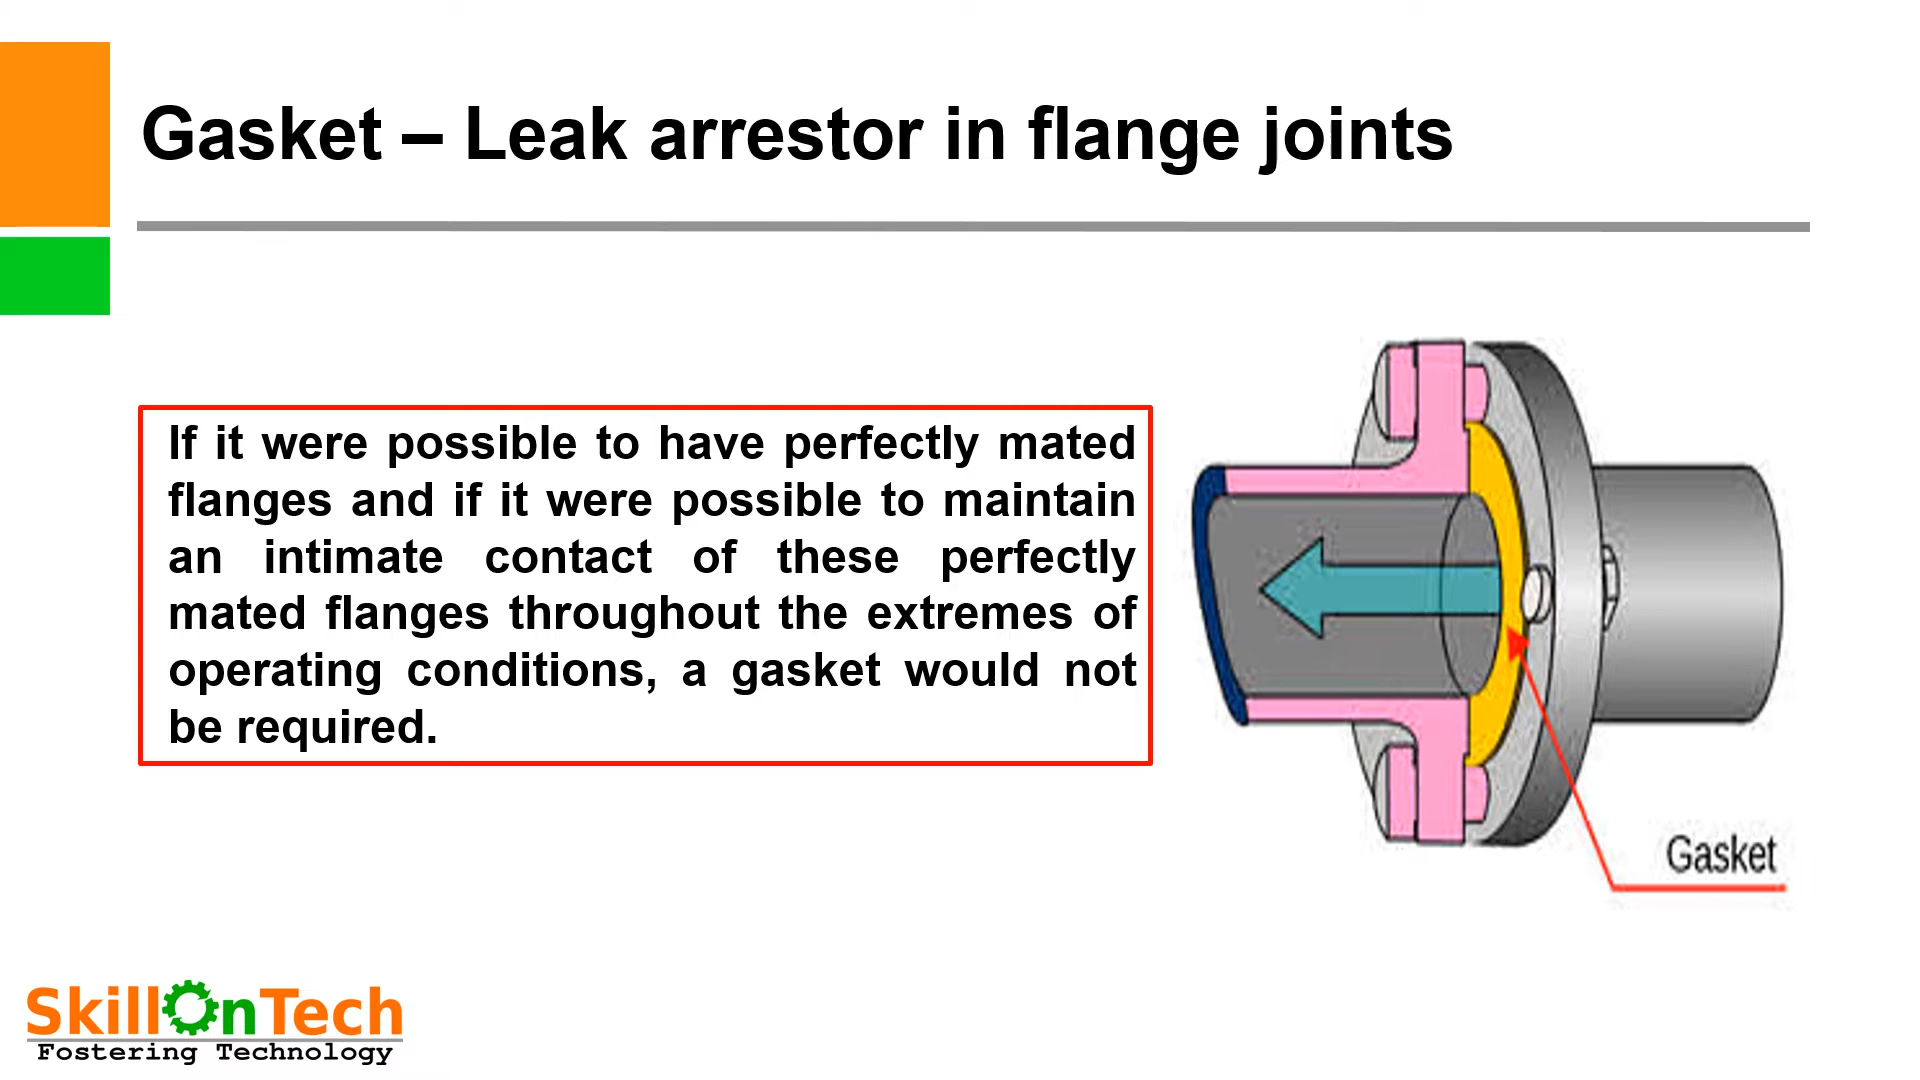 Gasket – Leak arrestor in flange joints
If it were possible to have perfectly mated
flanges and if it were possible to maintain
an intimate contact of these perfectly
mated flanges throughout the extremes of
operating conditions, a gasket would not
be required.
Gasket
SkillOnTech
Fostering Technology